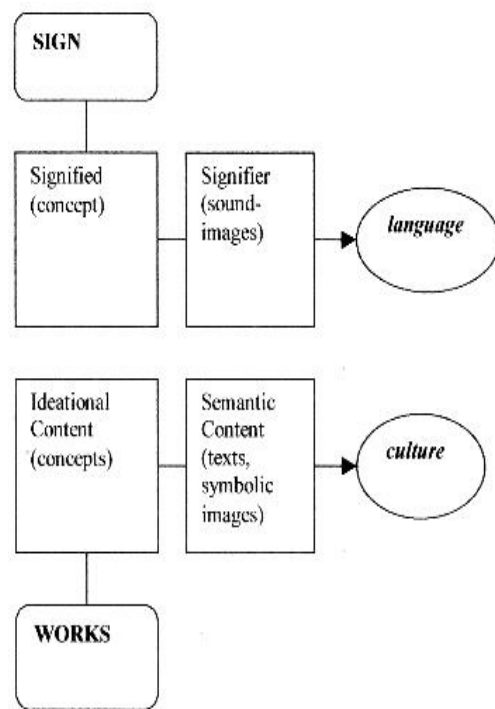 SIGN
Signified
(concept)
Signifier
(sound-
images)
language
Ideational
Content
(concepts)
Semantic
Content
(texts,
symbolic
images)
culture
WORKS